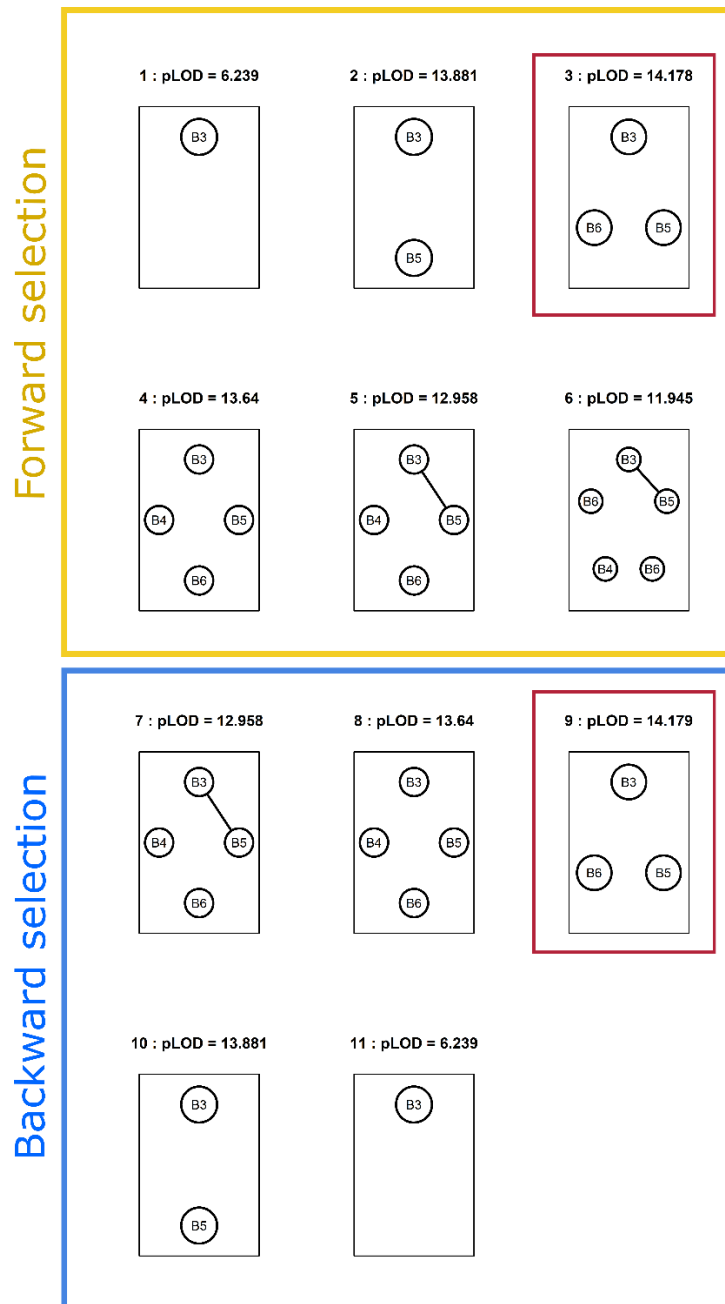 Forward selection
1 : pLOD = 6.239
2 : pLOD = 13.881
3 : pLOD = 14.178
B3
B3
B3
B6
B5
B5
4 : pLOD = 13.64
5 : pLOD = 12.958
6 : pLOD = 11.945
B3
B3
B3
B4
B5
B4
B5
B6
B5
B6
B6
B4
B6
Backward selection
7 : pLOD = 12.958
8 : pLOD = 13.64
9 : pLOD = 14.179
B3
B3
B3
B4
B5
B4
B5
B6
B5
B6
B6
10 : pLOD = 13.881
11 : pLOD = 6.239
B3
B3
B5